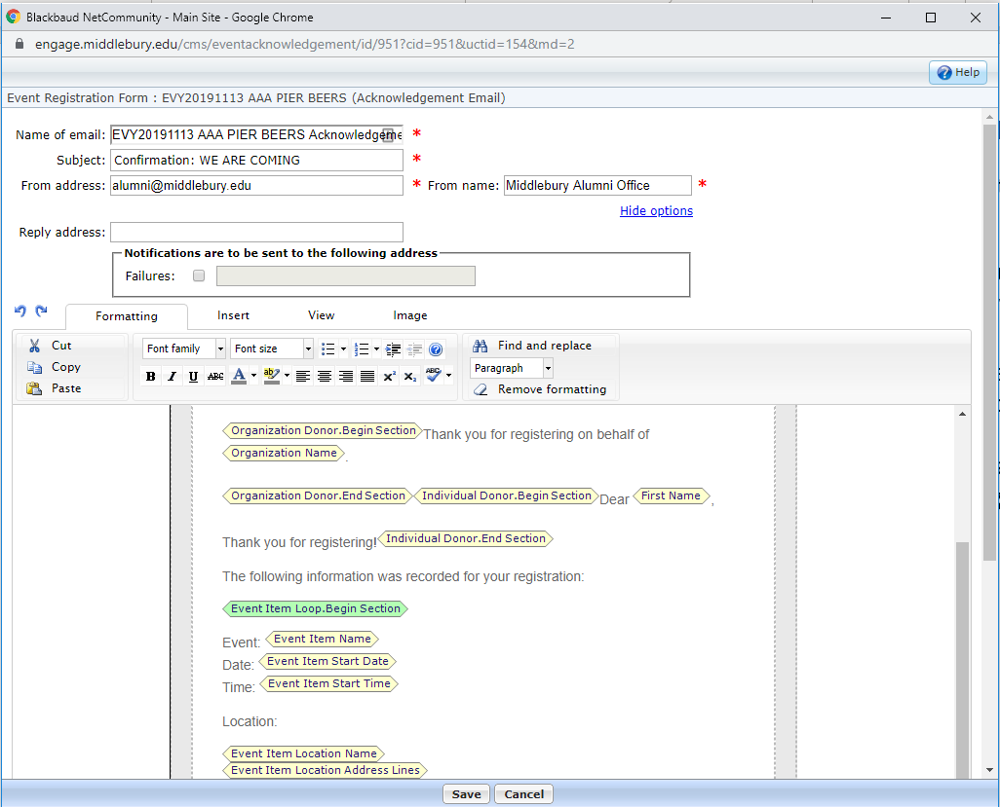 Blackbaud NetCommunity - Main Site - Google Chrome
engage.middlebury.edu/cms/eventacknowledgement/id/951?cid=951&uctid=154&md=2
Help
Event Registration Form : EVY20191113 AAA PIER BEERS (Acknowledgement Email)
Name of email: EVY20191113 AAA PIER BEERS Acknowledgeme *
Subject: Confirmation: WE ARE COMING *
From address: alumni@middlebury.edu * From name: Middlebury Alumni Office *
Hide options
Reply address:
Notifications are to be sent to the following address
Failures:
Formatting Insert View Image
Cut Font family Font size Find and replace
Copy Paragraph
Paste B I U ABC A ab x² x₂ ABC Remove formatting
Organization Donor.Begin Section Thank you for registering on behalf of
Organization Name .
Organization Donor.End Section Individual Donor.Begin Section Dear First Name ,
Thank you for registering! Individual Donor.End Section
The following information was recorded for your registration:
Event Item Loop.Begin Section
Event: Event Item Name
Date: Event Item Start Date
Time: Event Item Start Time
Location:
Event Item Location Name
Event Item Location Address Lines
Save Cancel